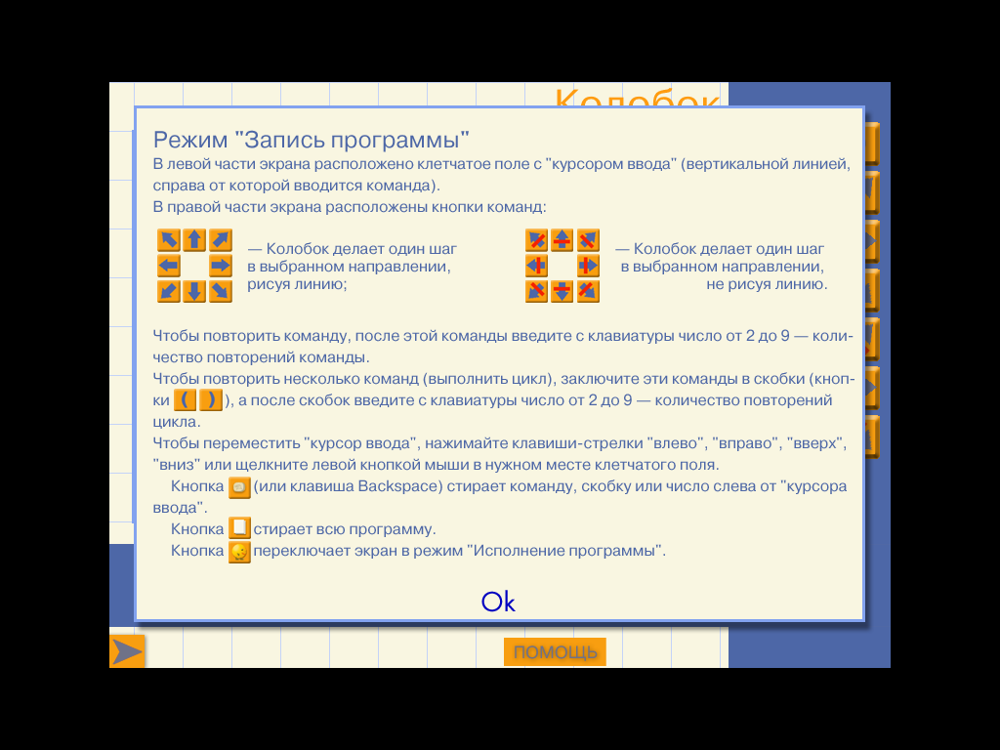 Колобок
Режим "Запись программы"
В левой части экрана расположено клетчатое поле с "курсором ввода" (вертикальной линией,
справа от которой вводится команда).
В правой части экрана расположены кнопки команд:
— Колобок делает один шаг
в выбранном направлении,
рисуя линию;
— Колобок делает один шаг
в выбранном направлении,
не рисуя линию.
Чтобы повторить команду, после этой команды введите с клавиатуры число от 2 до 9 — коли-
чество повторений команды.
Чтобы повторить несколько команд (выполнить цикл), заключите эти команды в скобки (кноп-
ки ( ) ), а после скобок введите с клавиатуры число от 2 до 9 — количество повторений
цикла.
Чтобы переместить "курсор ввода", нажимайте клавиши-стрелки "влево", "вправо", "вверх",
"вниз" или щелкните левой кнопкой мыши в нужном месте клетчатого поля.
Кнопка (или клавиша Backspace) стирает команду, скобку или число слева от "курсора
ввода".
Кнопка стирает всю программу.
Кнопка переключает экран в режим "Исполнение программы".
Ok
ПОМОЩЬ